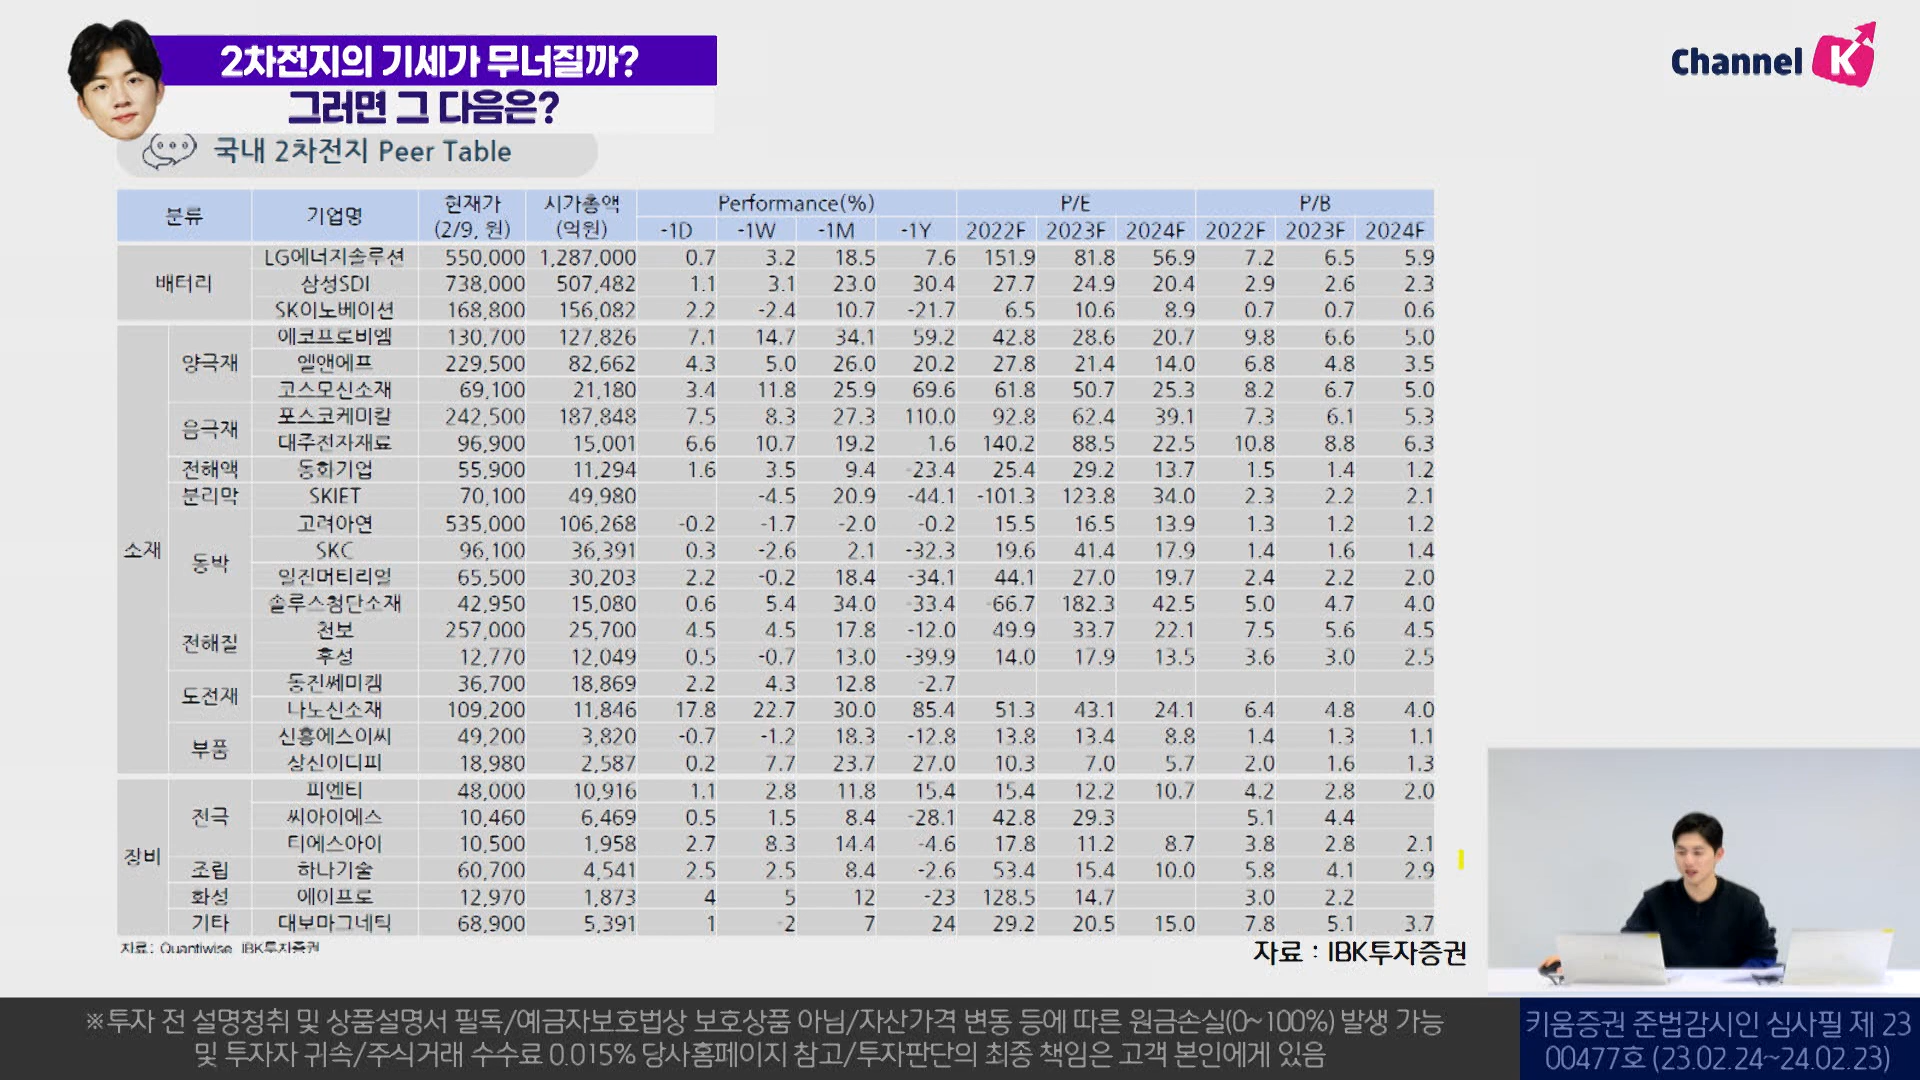 2차전지의 기세가 무너질까?
그러면 그 다음은?
Channel K
국내 2차전지 Peer Table
분류 기업명 현재가 (2/9, 원) 시가총액 (억원) Performance(%) P/E P/B
-1D -1W -1M -1Y 2022F 2023F 2024F 2022F 2023F 2024F
배터리 LG에너지솔루션 550,000 1,287,000 0.7 3.2 18.5 7.6 151.9 81.8 56.9 7.2 6.5 5.9
삼성SDI 738,000 507,482 1.1 3.1 23.0 30.4 27.7 24.9 20.4 2.9 2.6 2.3
SK이노베이션 168,800 156,082 2.2 -2.4 10.7 -21.7 6.5 10.6 8.9 0.7 0.7 0.6
소재 양극재 에코프로비엠 130,700 127,826 7.1 14.7 34.1 59.2 42.8 28.6 20.7 9.8 6.6 5.0
엘앤에프 229,500 82,662 4.3 5.0 26.0 20.2 27.8 21.4 14.0 6.8 4.8 3.5
코스모신소재 69,100 21,180 3.4 11.8 25.9 69.6 61.8 50.7 25.3 8.2 6.7 5.0
음극재 포스코케미칼 242,500 187,848 7.5 8.3 27.3 110.0 92.8 62.4 39.1 7.3 6.1 5.3
대주전자재료 96,900 15,001 6.6 10.7 19.2 1.6 140.2 88.5 22.5 10.8 8.8 6.3
전해액 동화기업 55,900 11,294 1.6 3.5 9.4 -23.4 25.4 29.2 13.7 1.5 1.4 1.2
분리막 SKIET 70,100 49,980 -4.5 20.9 -44.1 -101.3 123.8 34.0 2.3 2.2 2.1
동박 고려아연 535,000 106,268 -0.2 -1.7 -2.0 -0.2 15.5 16.5 13.9 1.3 1.2 1.2
SKC 96,100 36,391 0.3 -2.6 2.1 -32.3 19.6 41.4 17.9 1.4 1.6 1.4
일진머티리얼 65,500 30,203 2.2 -0.2 18.4 -34.1 44.1 27.0 19.7 2.4 2.2 2.0
솔루스첨단소재 42,950 15,080 0.6 5.4 34.0 -33.4 -66.7 182.3 42.5 5.0 4.7 4.0
전해질 천보 257,000 25,700 4.5 4.5 17.8 -12.0 49.9 33.7 22.1 7.5 5.6 4.5
후성 12,770 12,049 0.5 -0.7 13.0 -39.9 14.0 17.9 13.5 3.6 3.0 2.5
도전재 동진쎄미켐 36,700 18,869 2.2 4.3 12.8 -2.7
나노신소재 109,200 11,846 17.8 22.7 30.0 85.4 51.3 43.1 24.1 6.4 4.8 4.0
부품 신흥에스이씨 49,200 3,820 -0.7 -1.2 18.3 -12.8 13.8 13.4 8.8 1.4 1.3 1.1
상신이디피 18,980 2,587 0.2 7.7 23.7 27.0 10.3 7.0 5.7 2.0 1.6 1.3
장비 전극 피엔티 48,000 10,916 1.1 2.8 11.8 15.4 15.4 12.2 10.7 4.2 2.8 2.0
씨아이에스 10,460 6,469 0.5 1.5 8.4 -28.1 42.8 29.3 5.1 4.4
티에스아이 10,500 1,958 2.7 8.3 14.4 -4.6 17.8 11.2 8.7 3.8 2.8 2.1
조립 하나기술 60,700 4,541 2.5 2.5 8.4 -2.6 53.4 15.4 10.0 5.8 4.1 2.9
화성 에이프로 12,970 1,873 4 5 12 -23 128.5 14.7 3.0 2.2
기타 대보마그네틱 68,900 5,391 1 -2 7 24 29.2 20.5 15.0 7.8 5.1 3.7
자료: Quantiwise, IBK투자증권
자료 : IBK투자증권
※투자 전 설명청취 및 상품설명서 필독/예금자보호법상 보호상품 아님/자산가격 변동 등에 따른 원금손실(0~100%) 발생 가능
및 투자자 귀속/주식거래 수수료 0.015% 당사홈페이지 참고/투자판단의 최종 책임은 고객 본인에게 있음
키움증권 준법감시인 심사필 제 23
00477호 (23.02.24~24.02.23)